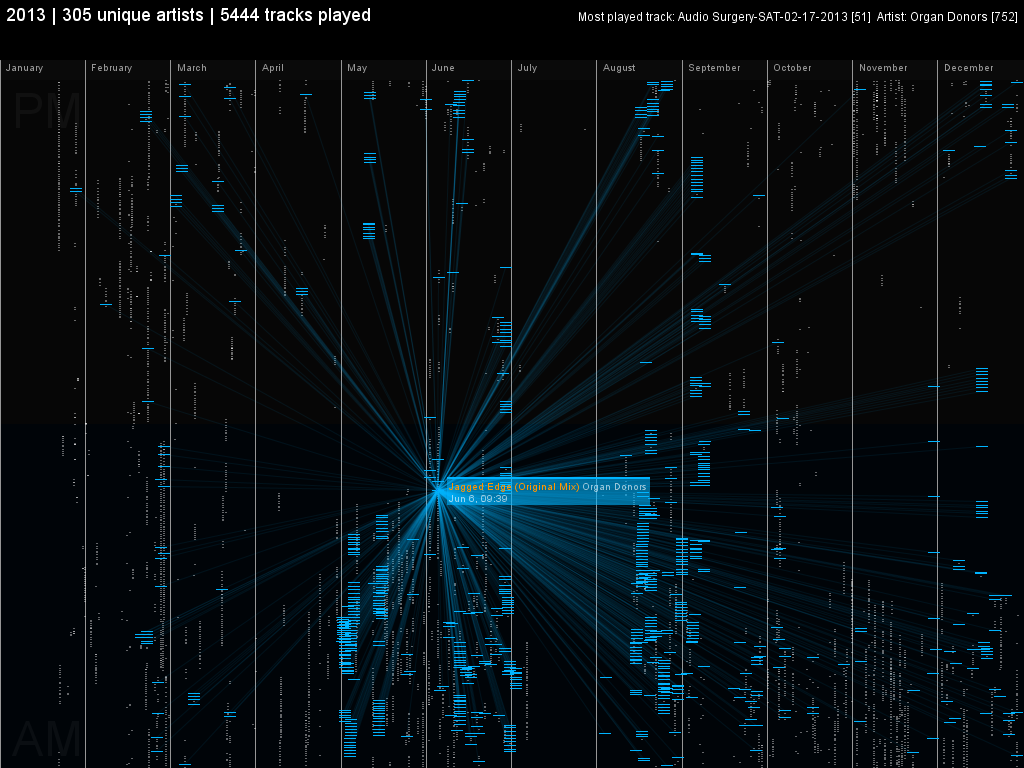 2013 | 305 unique artists | 5444 tracks played
Most played track: Audio Surgery-SAT-02-17-2013 [51] Artist: Organ Donors [752]
January February March April May June July August September October November December
PM
Jagged Edge (Original Mix) Organ Donors
Jun 6, 09:39
AM